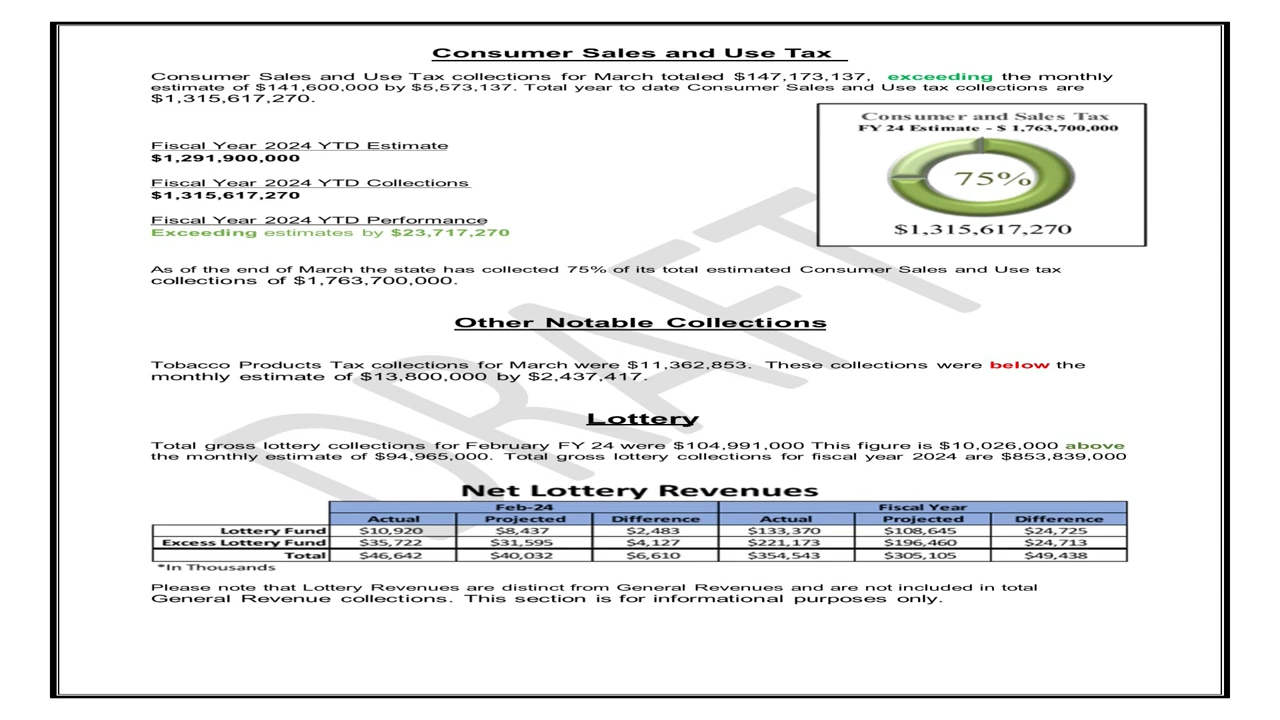 Consumer Sales and Use Tax
Consumer Sales and Use Tax collections for March totaled $147,173,137, exceeding the monthly
estimate of $141,600,000 by $5,573,137. Total year to date Consumer Sales and Use tax collections are
$1,315,617,270.
Consumer and Sales Tax
FY 24 Estimate - $ 1,763,700,000
75%
$1,315,617,270
Fiscal Year 2024 YTD Estimate
$1,291,900,000
Fiscal Year 2024 YTD Collections
$1,315,617,270
Fiscal Year 2024 YTD Performance
Exceeding estimates by $23,717,270
As of the end of March the state has collected 75% of its total estimated Consumer Sales and Use tax
collections of $1,763,700,000.
Other Notable Collections
Tobacco Products Tax collections for March were $11,362,853. These collections were below the
monthly estimate of $13,800,000 by $2,437,417.
Lottery
Total gross lottery collections for February FY 24 were $104,991,000 This figure is $10,026,000 above
the monthly estimate of $94,965,000. Total gross lottery collections for fiscal year 2024 are $853,839,000
Net Lottery Revenues
Feb-24 Fiscal Year
Actual Projected Difference Actual Projected Difference
Lottery Fund $10,920 $8,437 $2,483 $133,370 $108,645 $24,725
Excess Lottery Fund $35,722 $31,595 $4,127 $221,173 $196,460 $24,713
Total $46,642 $40,032 $6,610 $354,543 $305,105 $49,438
*In Thousands
Please note that Lottery Revenues are distinct from General Revenues and are not included in total
General Revenue collections. This section is for informational purposes only.
DRAFT